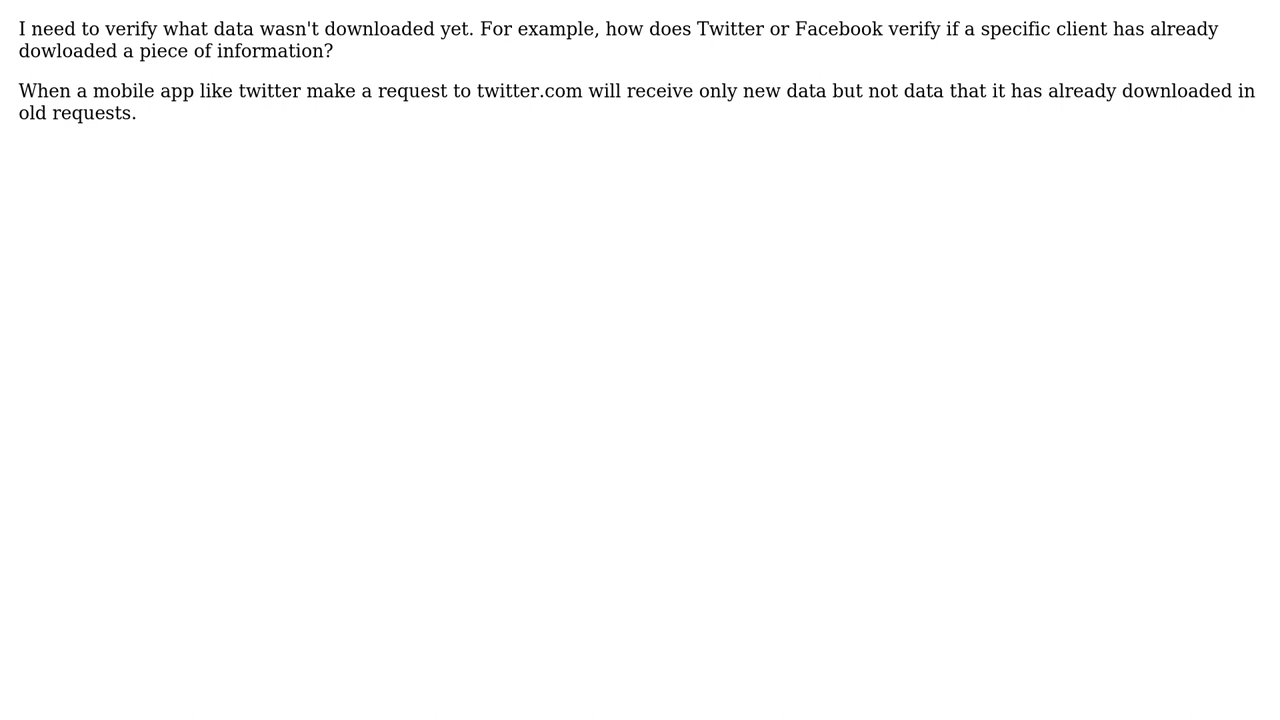 I need to verify what data wasn't downloaded yet. For example, how does Twitter or Facebook verify if a specific client has already
dowloaded a piece of information?
When a mobile app like twitter make a request to twitter.com will receive only new data but not data that it has already downloaded in
old requests.